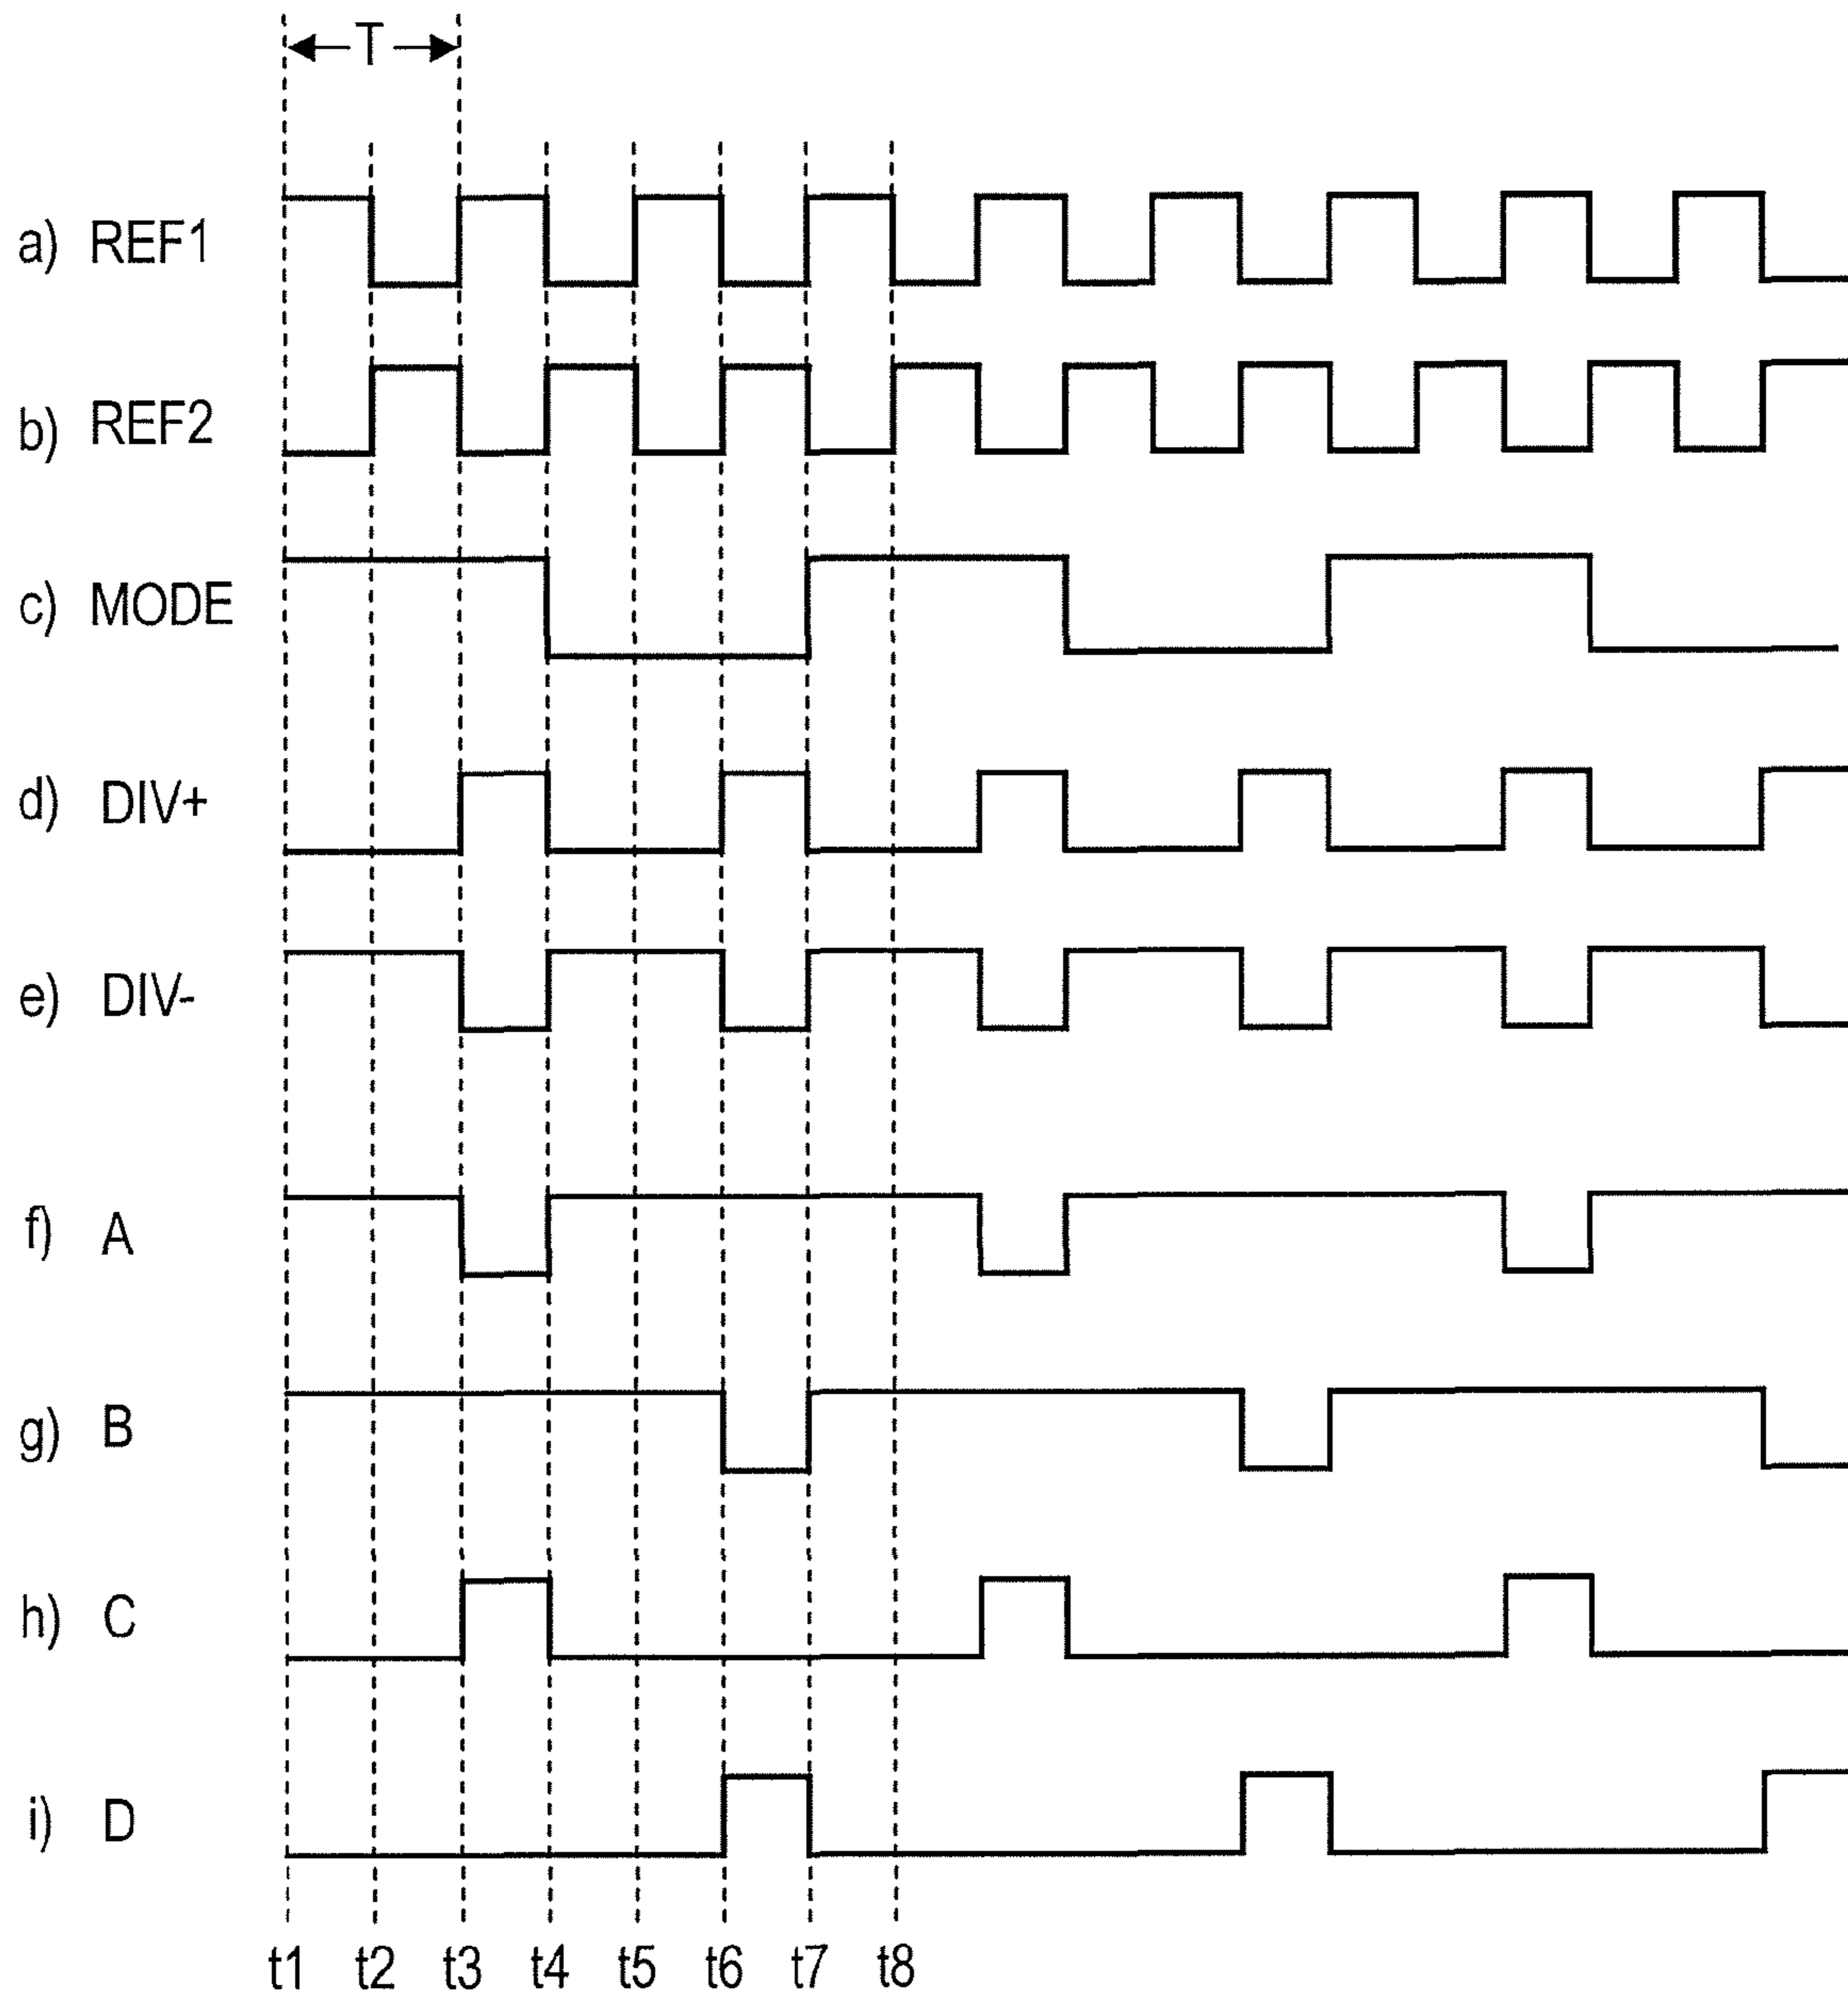 T
a) REF1
b) REF2
c) MODE
d) DIV+
e) DIV-
f) A
g) B
h) C
i) D
t1 t2 t3 t4 t5 t6 t7 t8